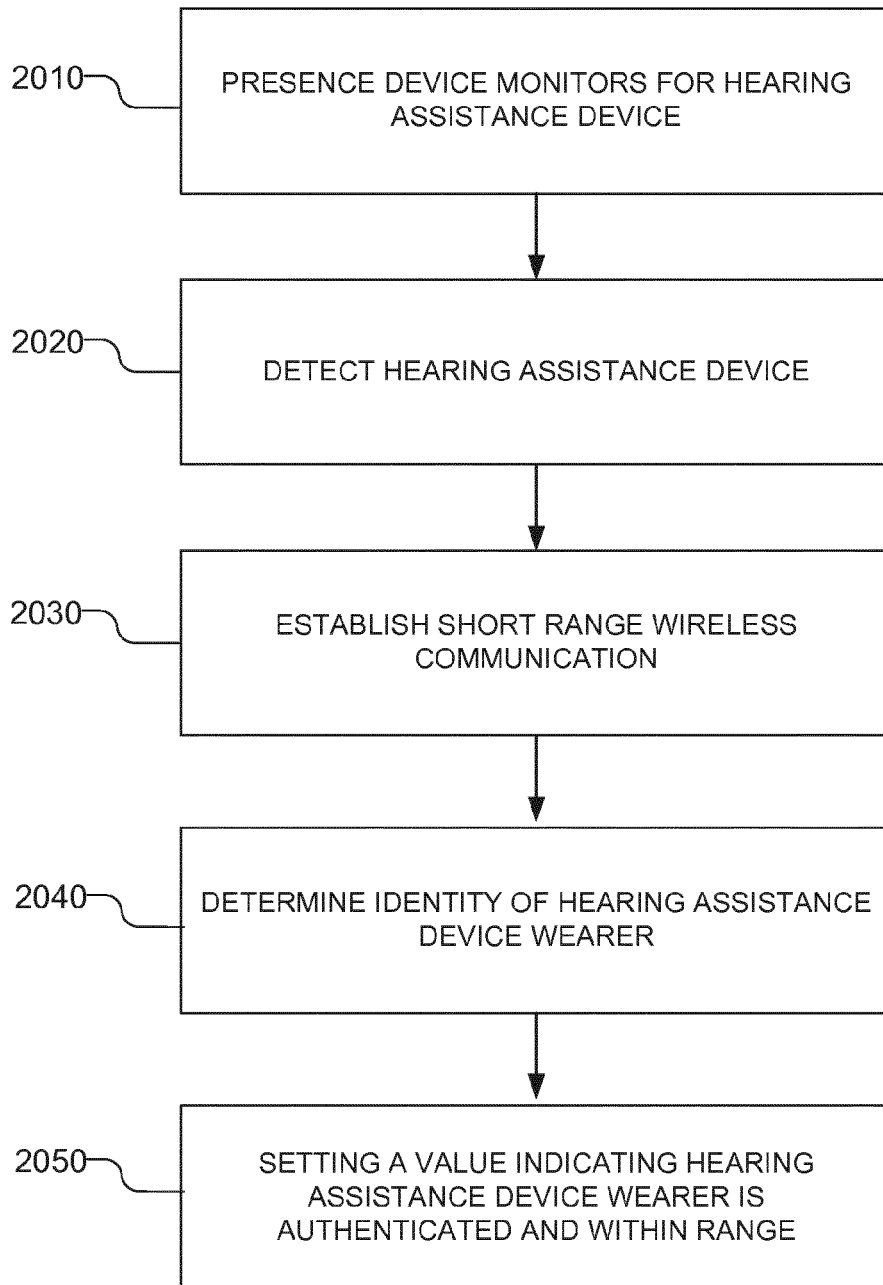 2010
PRESENCE DEVICE MONITORS FOR HEARING
ASSISTANCE DEVICE
2020
DETECT HEARING ASSISTANCE DEVICE
2030
ESTABLISH SHORT RANGE WIRELESS
COMMUNICATION
2040
DETERMINE IDENTITY OF HEARING ASSISTANCE
DEVICE WEARER
2050
SETTING A VALUE INDICATING HEARING
ASSISTANCE DEVICE WEARER IS
AUTHENTICATED AND WITHIN RANGE